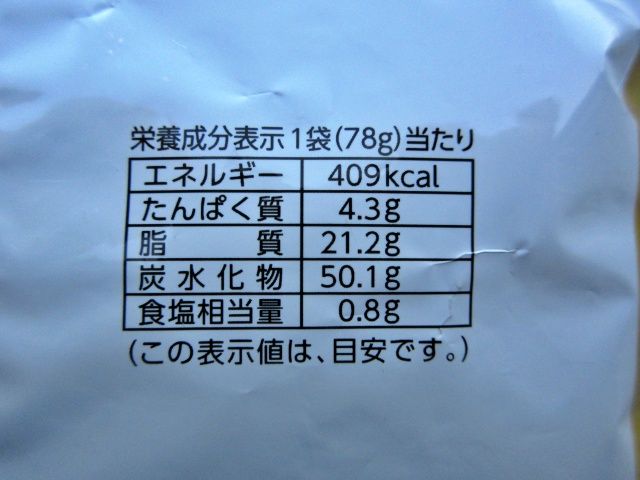 栄養成分表示1袋(78g)当たり
エネルギー 409kcal
たんぱく質 4.3g
脂質 21.2g
炭水化物 50.1g
食塩相当量 0.8g
(この表示値は、目安です。)